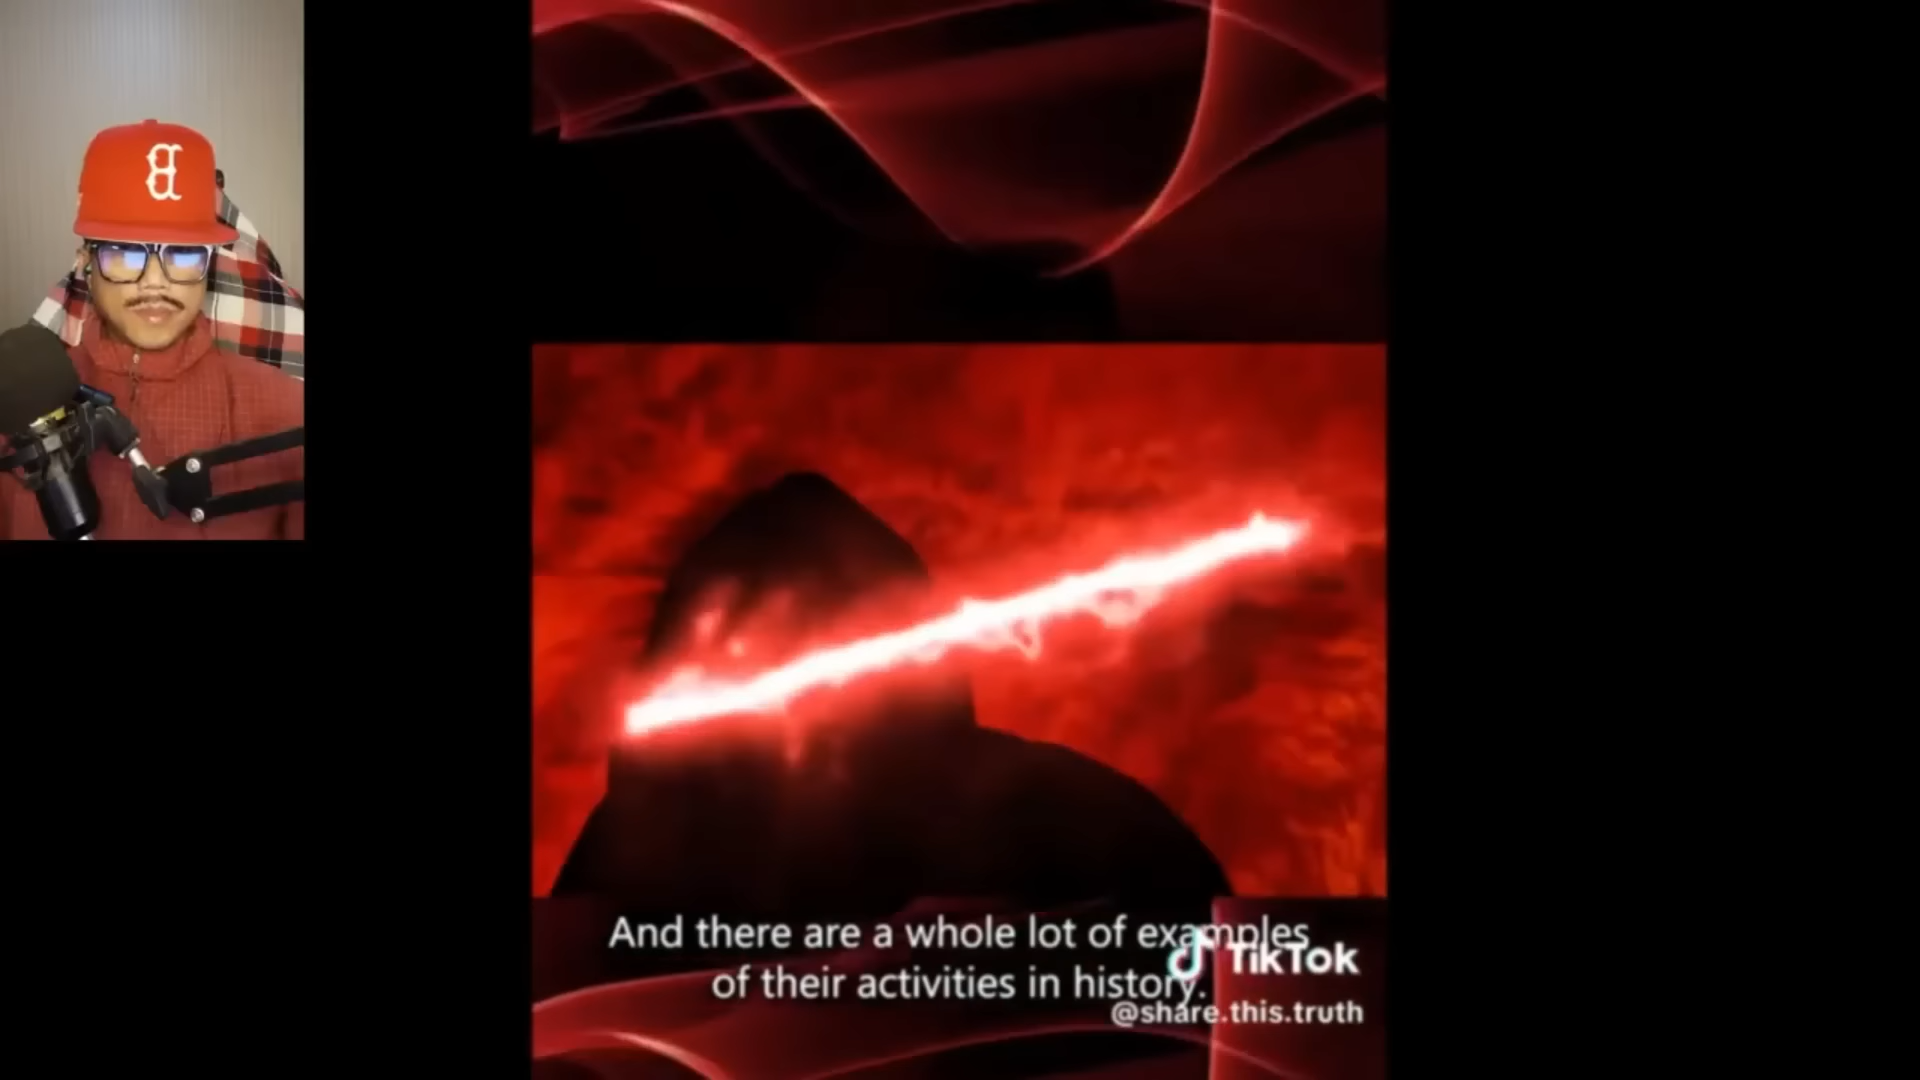 B
And there are a whole lot of examples
of their activities in history.
TikTok
@share.this.truth